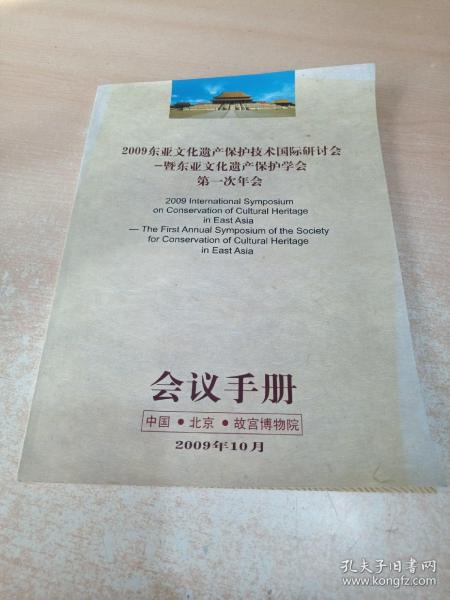 2009东亚文化遗产保护技术国际研讨会
–暨东亚文化遗产保护学会
第一次年会
2009 International Symposium
on Conservation of Cultural Heritage
in East Asia
— The First Annual Symposium of the Society
for Conservation of Cultural Heritage
in East Asia
会议手册
中国 • 北京 • 故宫博物院
2009年10月
孔夫子旧书网
www.kongfz.com